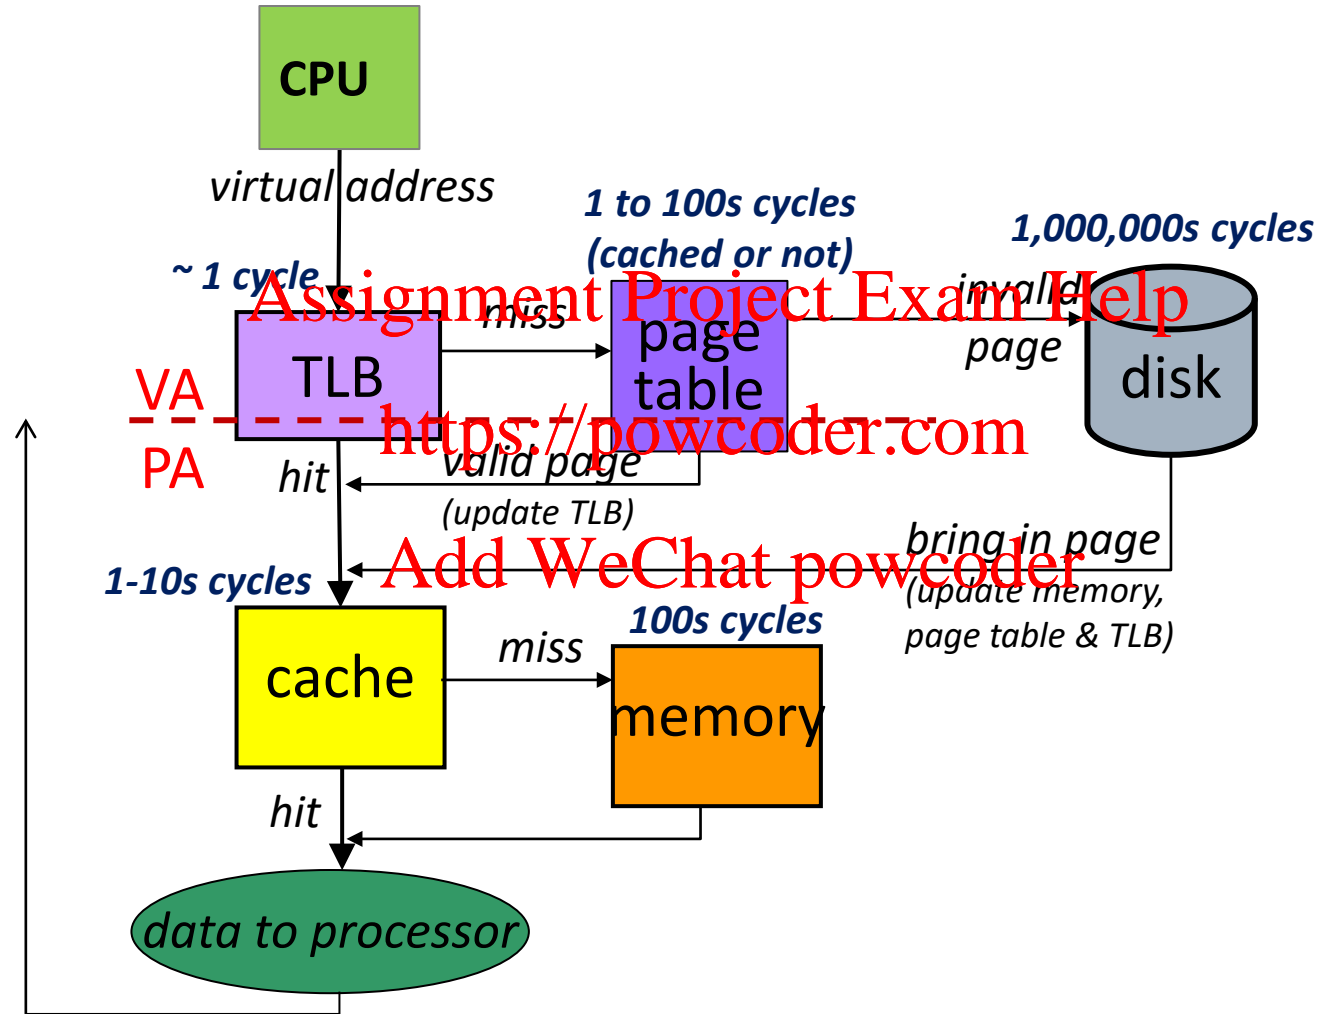 CPU
virtual address
1 to 100s cycles
(cached or not)
1,000,000s cycles
~ 1 cycle
Assignment Project Exam Help
miss
invalid
page
page
table
TLB
disk
VA
https://powcoder.com
PA
hit
valid page
(update TLB)
bring in page
Add WeChat powcoder
(update memory,
page table & TLB)
1-10s cycles
100s cycles
miss
cache
memory
hit
data to processor